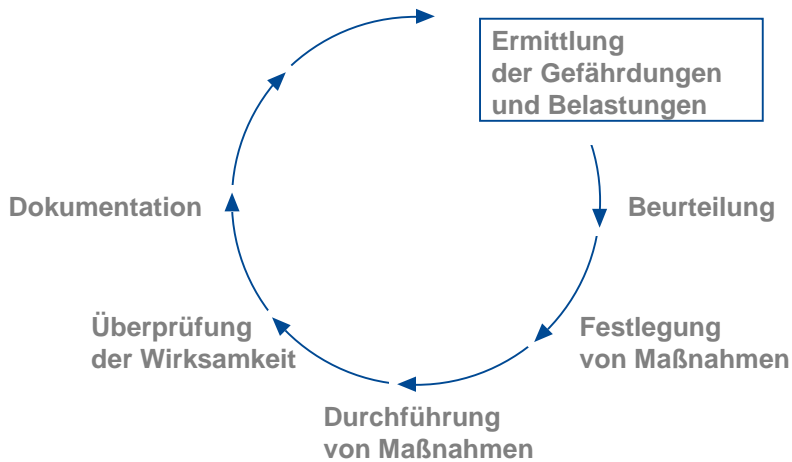 Ermittlung
der Gefährdungen
und Belastungen
Beurteilung
Festlegung
von Maßnahmen
Durchführung
von Maßnahmen
Überprüfung
der Wirksamkeit
Dokumentation